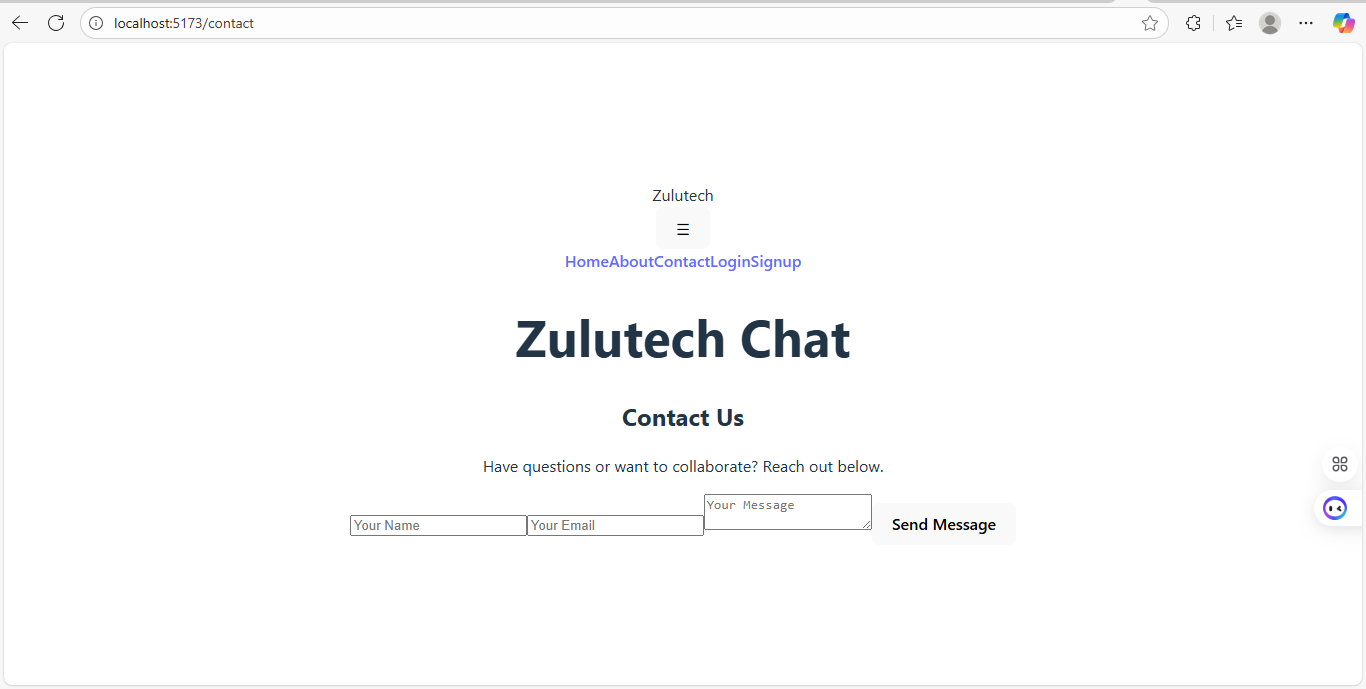 localhost:5173/contact
Zulutech
☰
HomeAboutContactLoginSignup
Zulutech Chat
Contact Us
Have questions or want to collaborate? Reach out below.
Your Name Your Email Your Message Send Message